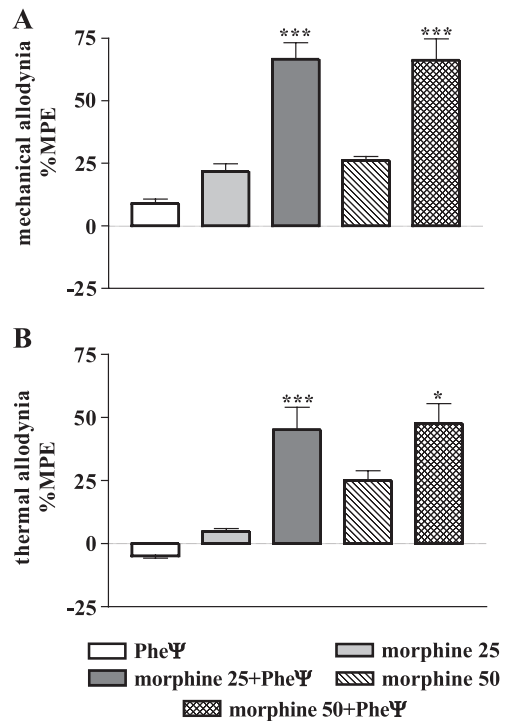 A
mechanical allodynia
%MPE
75
50
25
0
-25
***
***
B
thermal allodynia
%MPE
75
50
25
0
-25
***
*
PheΨ
morphine 25
morphine 25+PheΨ
morphine 50
morphine 50+PheΨ